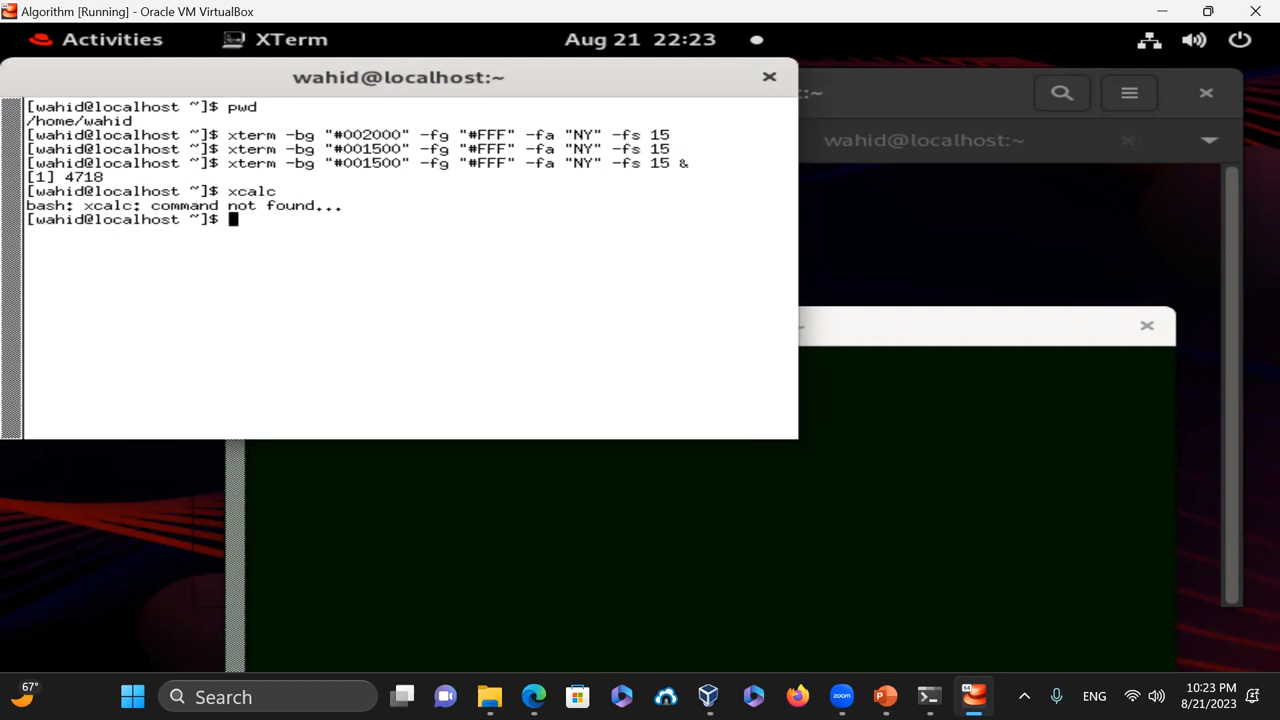 Algorithm [Running] - Oracle VM VirtualBox
Activities XTerm Aug 21 22:23
wahid@localhost:~
:~
[wahid@localhost ~]$ pwd
/home/wahid
[wahid@localhost ~]$ xterm -bg "#002000" -fg "#FFF" -fa "NY" -fs 15
[wahid@localhost ~]$ xterm -bg "#001500" -fg "#FFF" -fa "NY" -fs 15
[wahid@localhost ~]$ xterm -bg "#001500" -fg "#FFF" -fa "NY" -fs 15 &
[1] 4718
[wahid@localhost ~]$ xcalc
bash: xcalc: command not found...
[wahid@localhost ~]$
wahid@localhost:~
~
67°
Search
zoom
ENG
10:23 PM
8/21/2023